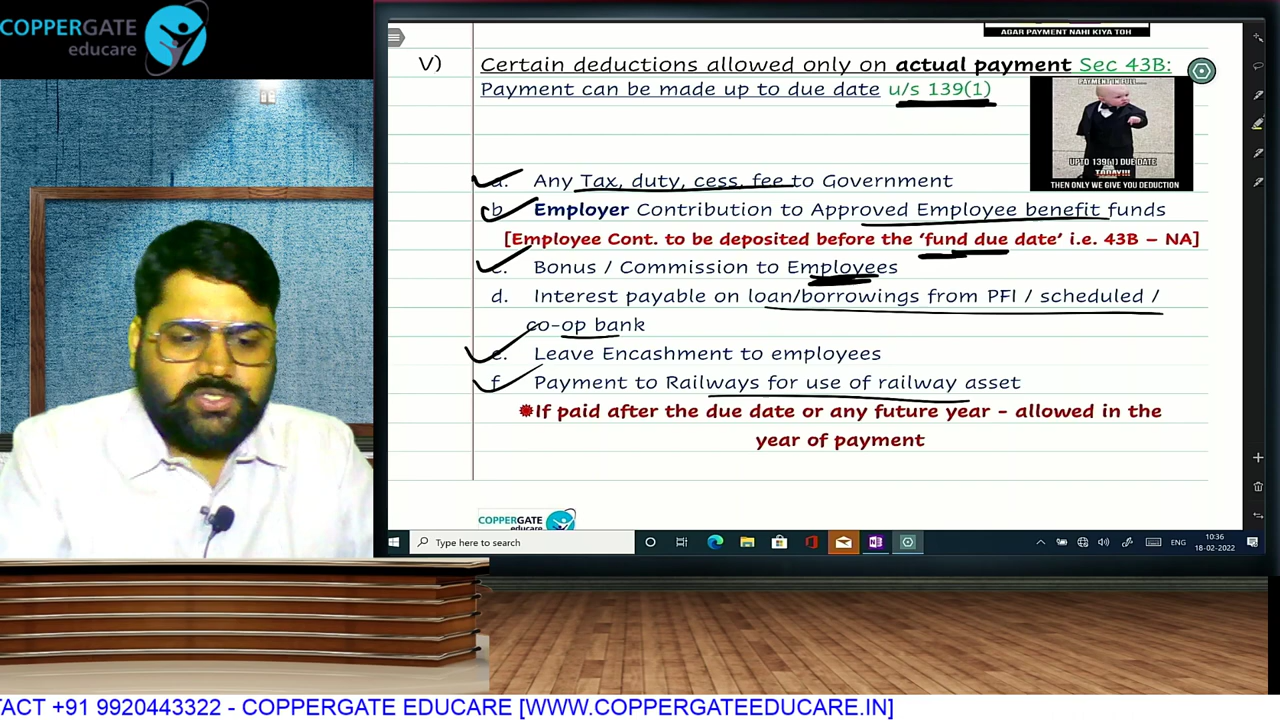 COPPERGATE
educare
AGAR PAYMENT NAHI KIYA TOH
V) Certain deductions allowed only on actual payment Sec 43B:
Payment can be made up to due date u/s 139(1)
PAYMENT IN FULL....
UPTO 139(1) DUE DATE
TODAY!!!
THEN ONLY WE GIVE YOU DEDUCTION
a. Any Tax, duty, cess, fee to Government
b. Employer Contribution to Approved Employee benefit funds
[Employee Cont. to be deposited before the ‘fund due date’ i.e. 43B – NA]
c. Bonus / Commission to Employees
d. Interest payable on loan/borrowings from PFI / scheduled /
co-op bank
e. Leave Encashment to employees
f. Payment to Railways for use of railway asset
If paid after the due date or any future year - allowed in the
year of payment
COPPERGATE
educare
Type here to search
ENG
10:36
18-02-2022
TACT +91 9920443322 - COPPERGATE EDUCARE [WWW.COPPERGATEEDUCARE.IN]